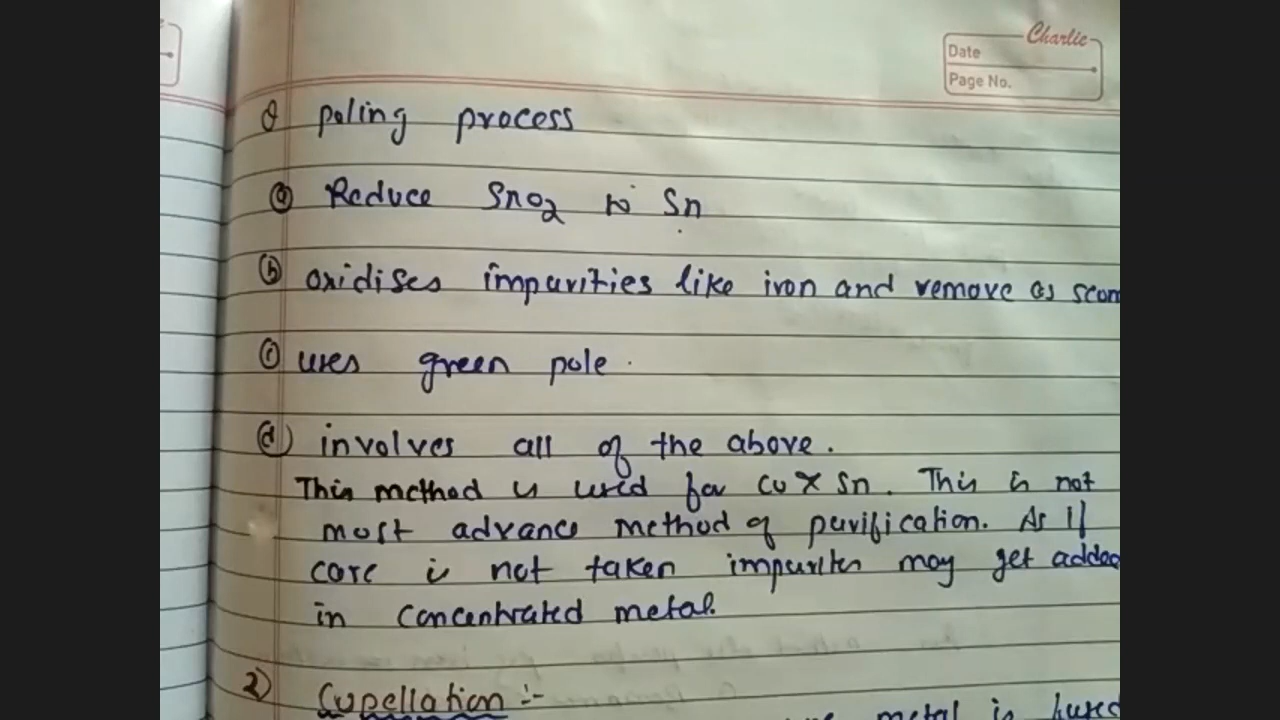 Charlie
Date
Page No.
poling process
(a) Reduce SnO2 to Sn
(b) oxidises impurities like iron and remove as scom
(c) uses green pole.
(d) involves all of the above.
This method is used for Cu & Sn. This is not
most advance method of purification. As if
care is not taken impurites may get added
in concentrated metal.
2) Cupellation :-
metal is